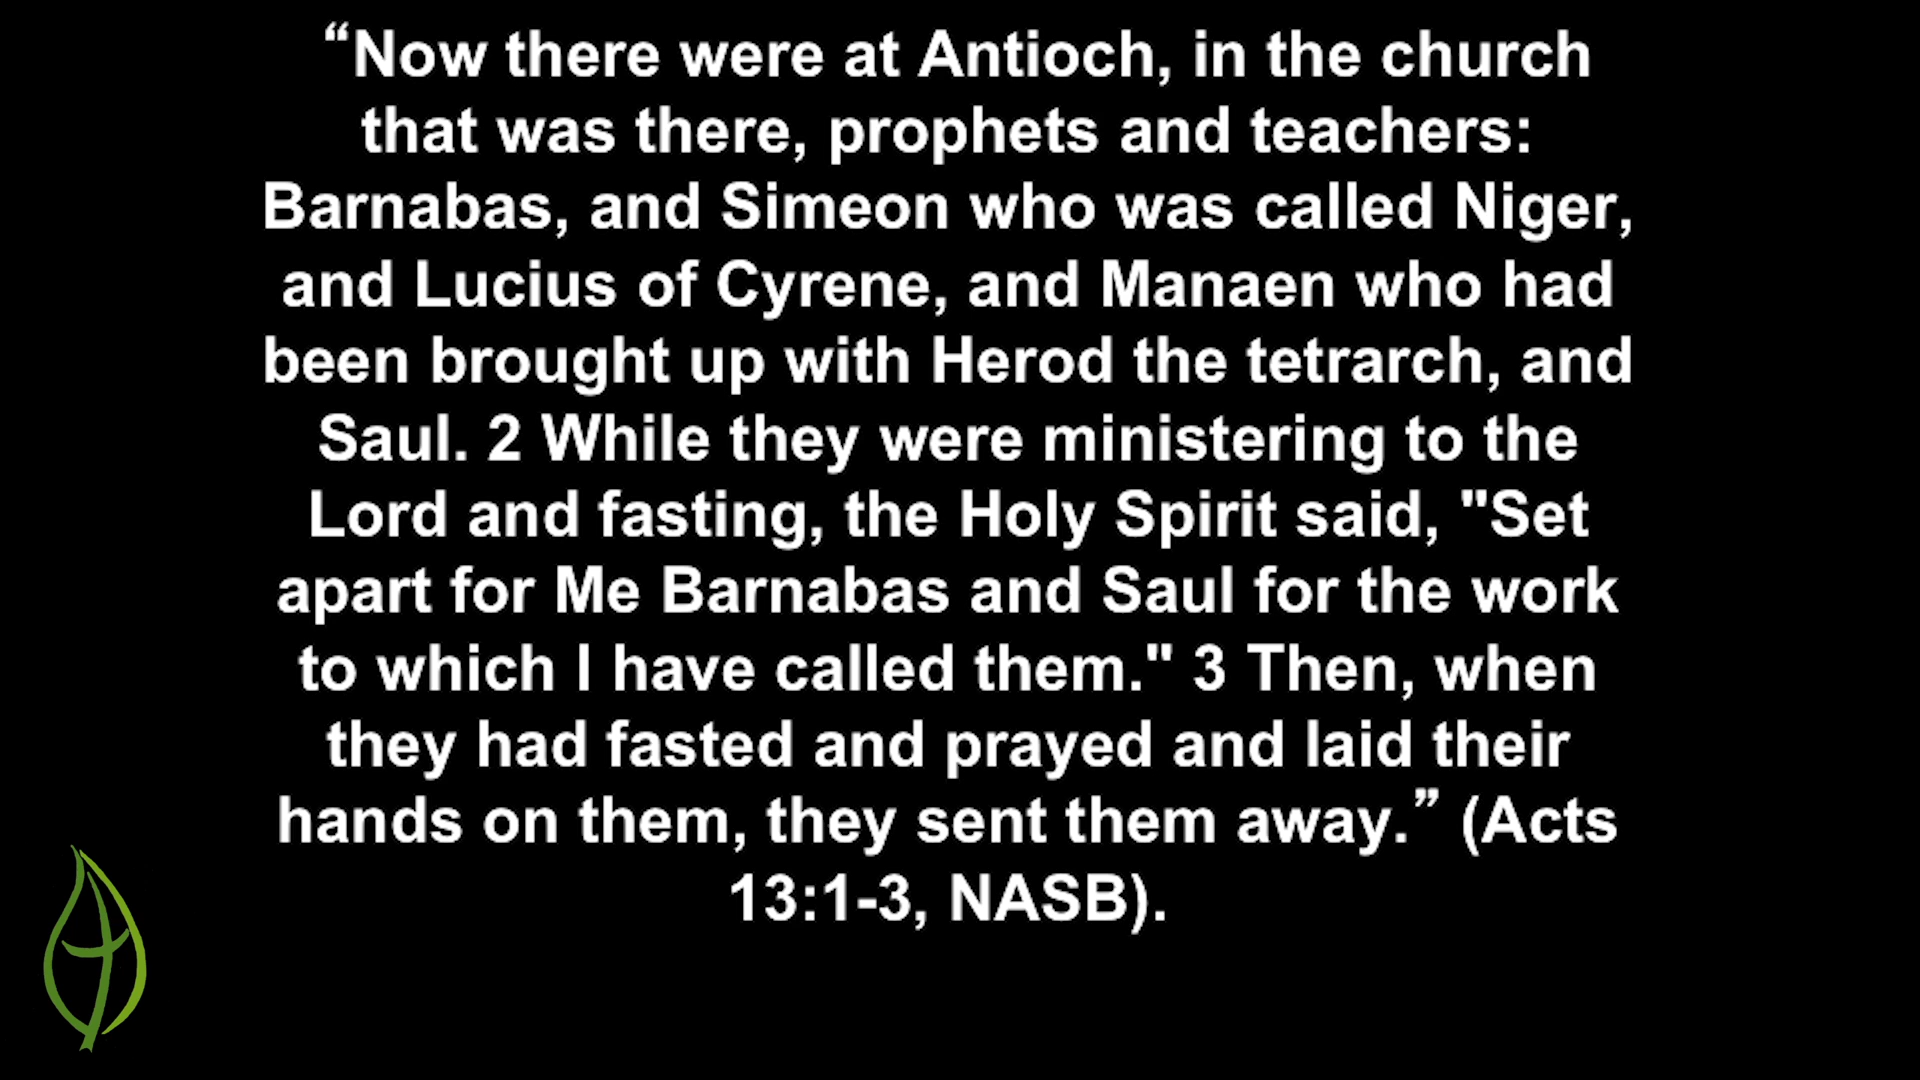 “Now there were at Antioch, in the church
that was there, prophets and teachers:
Barnabas, and Simeon who was called Niger,
and Lucius of Cyrene, and Manaen who had
been brought up with Herod the tetrarch, and
Saul. 2 While they were ministering to the
Lord and fasting, the Holy Spirit said, "Set
apart for Me Barnabas and Saul for the work
to which I have called them." 3 Then, when
they had fasted and prayed and laid their
hands on them, they sent them away.” (Acts
13:1-3, NASB).